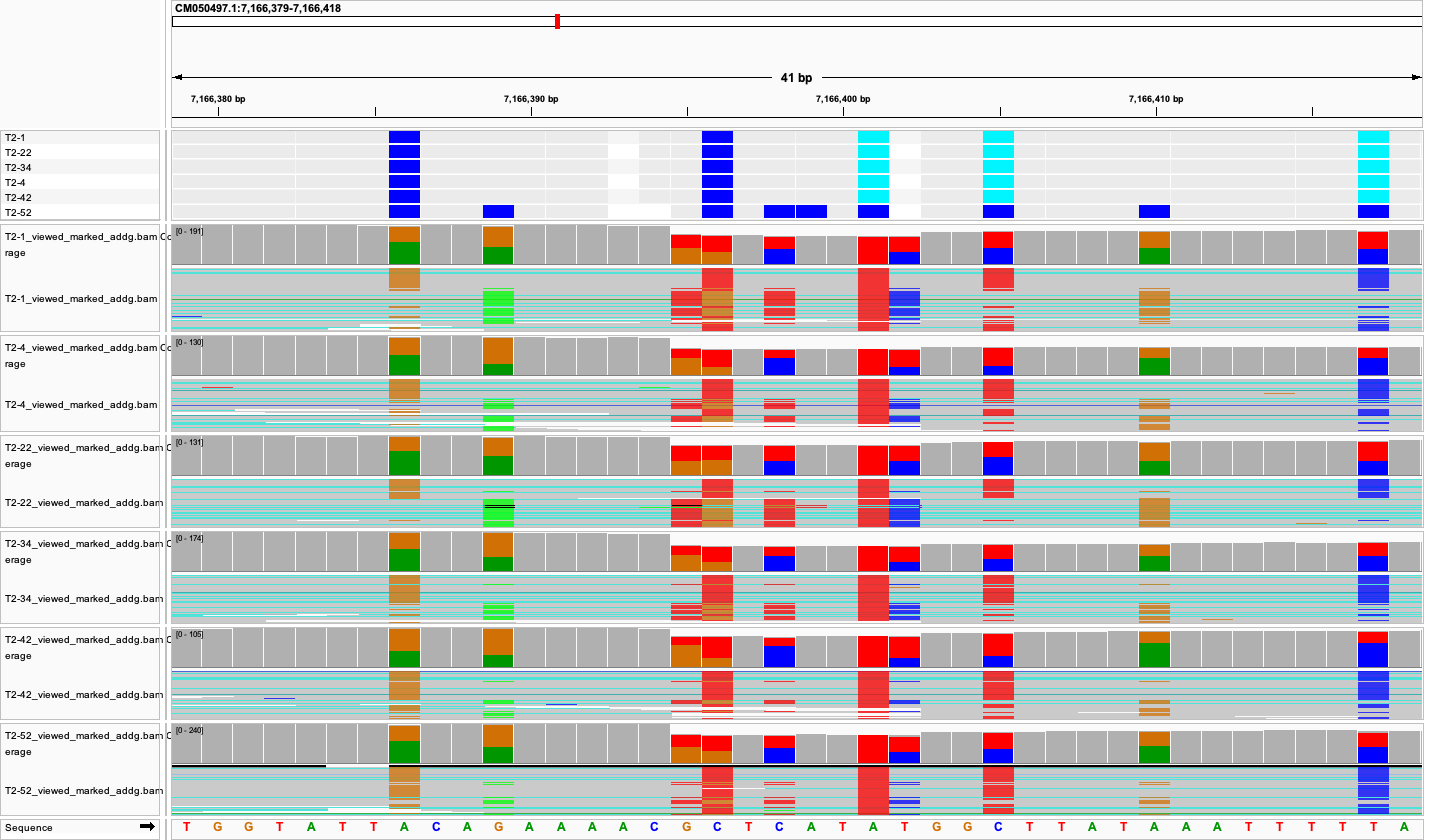 CM050497.1:7,166,379-7,166,418
41 bp
7,166,380 bp 7,166,390 bp 7,166,400 bp 7,166,410 bp
T2-1
T2-22
T2-34
T2-4
T2-42
T2-52
T2-1_viewed_marked_addg.bam Co
rage
[0 - 191]
T2-1_viewed_marked_addg.bam
T2-4_viewed_marked_addg.bam Co
rage
[0 - 130]
T2-4_viewed_marked_addg.bam
T2-22_viewed_marked_addg.bam C
erage
[0 - 131]
T2-22_viewed_marked_addg.bam
T2-34_viewed_marked_addg.bam C
erage
[0 - 174]
T2-34_viewed_marked_addg.bam
T2-42_viewed_marked_addg.bam C
erage
[0 - 105]
T2-42_viewed_marked_addg.bam
T2-52_viewed_marked_addg.bam C
erage
[0 - 240]
T2-52_viewed_marked_addg.bam
Sequence T G G T A T T A C A G A A A A C G C T C A T A T G G C T T A T A A A T T T T A